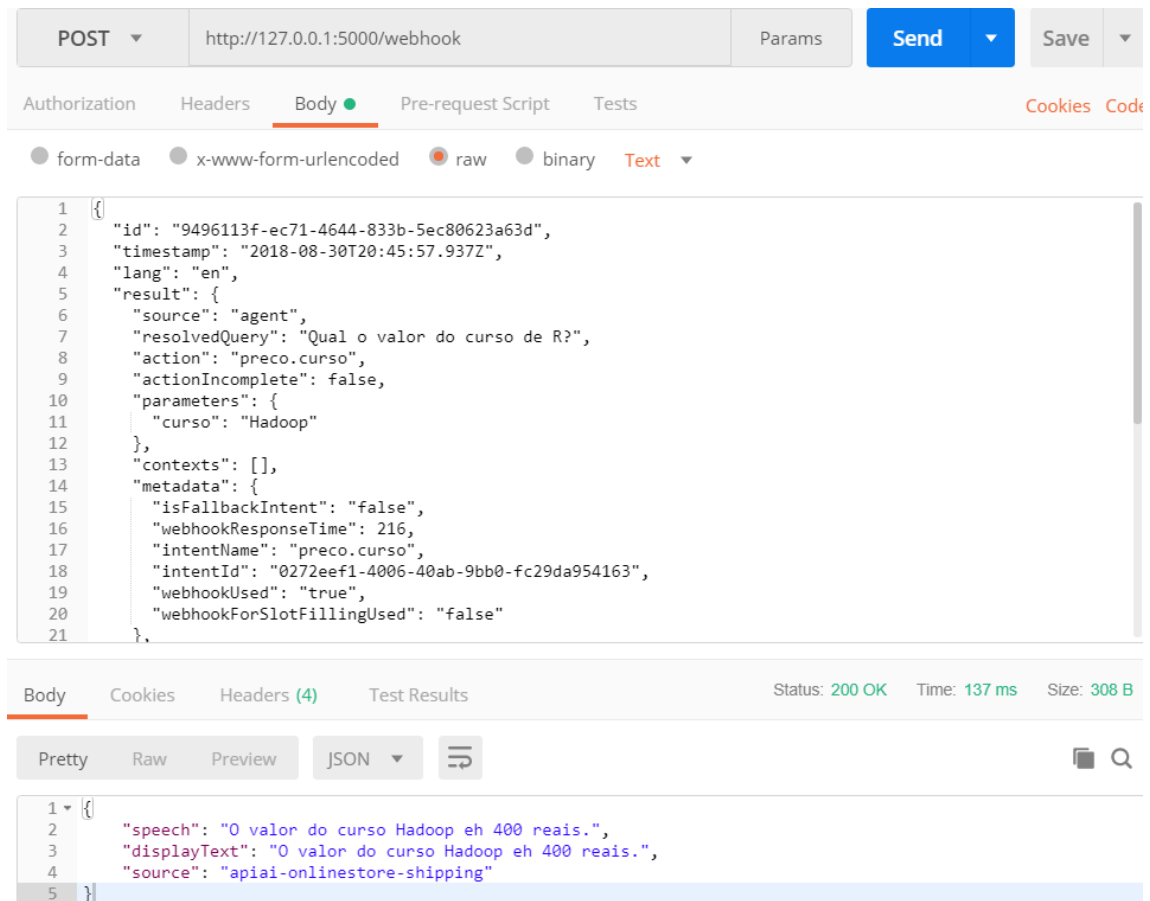 POST http://127.0.0.1:5000/webhook Params Send Save
Authorization Headers Body Pre-request Script Tests Cookies Code
form-data x-www-form-urlencoded raw binary Text
1 {
2 "id": "9496113f-ec71-4644-833b-5ec80623a63d",
3 "timestamp": "2018-08-30T20:45:57.937Z",
4 "lang": "en",
5 "result": {
6 "source": "agent",
7 "resolvedQuery": "Qual o valor do curso de R?",
8 "action": "preco.curso",
9 "actionIncomplete": false,
10 "parameters": {
11 "curso": "Hadoop"
12 },
13 "contexts": [],
14 "metadata": {
15 "isFallbackIntent": "false",
16 "webhookResponseTime": 216,
17 "intentName": "preco.curso",
18 "intentId": "0272eef1-4006-40ab-9bb0-fc29da954163",
19 "webhookUsed": "true",
20 "webhookForSlotFillingUsed": "false"
21 },
Body Cookies Headers (4) Test Results Status: 200 OK Time: 137 ms Size: 308 B
Pretty Raw Preview JSON
1 {
2 "speech": "O valor do curso Hadoop eh 400 reais.",
3 "displayText": "O valor do curso Hadoop eh 400 reais.",
4 "source": "apiai-onlinestore-shipping"
5 }